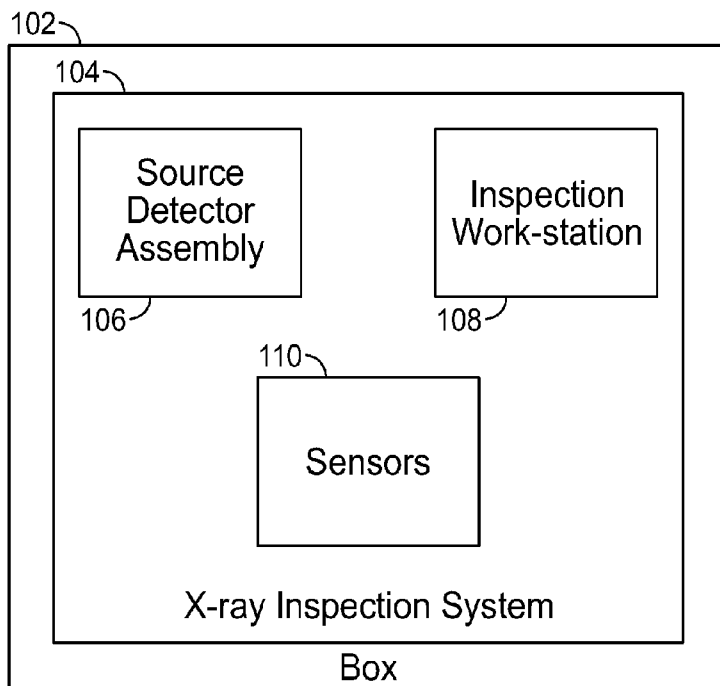 102
104
Source
Detector
Assembly
106
Inspection
Work-station
108
110
Sensors
X-ray Inspection System
Box